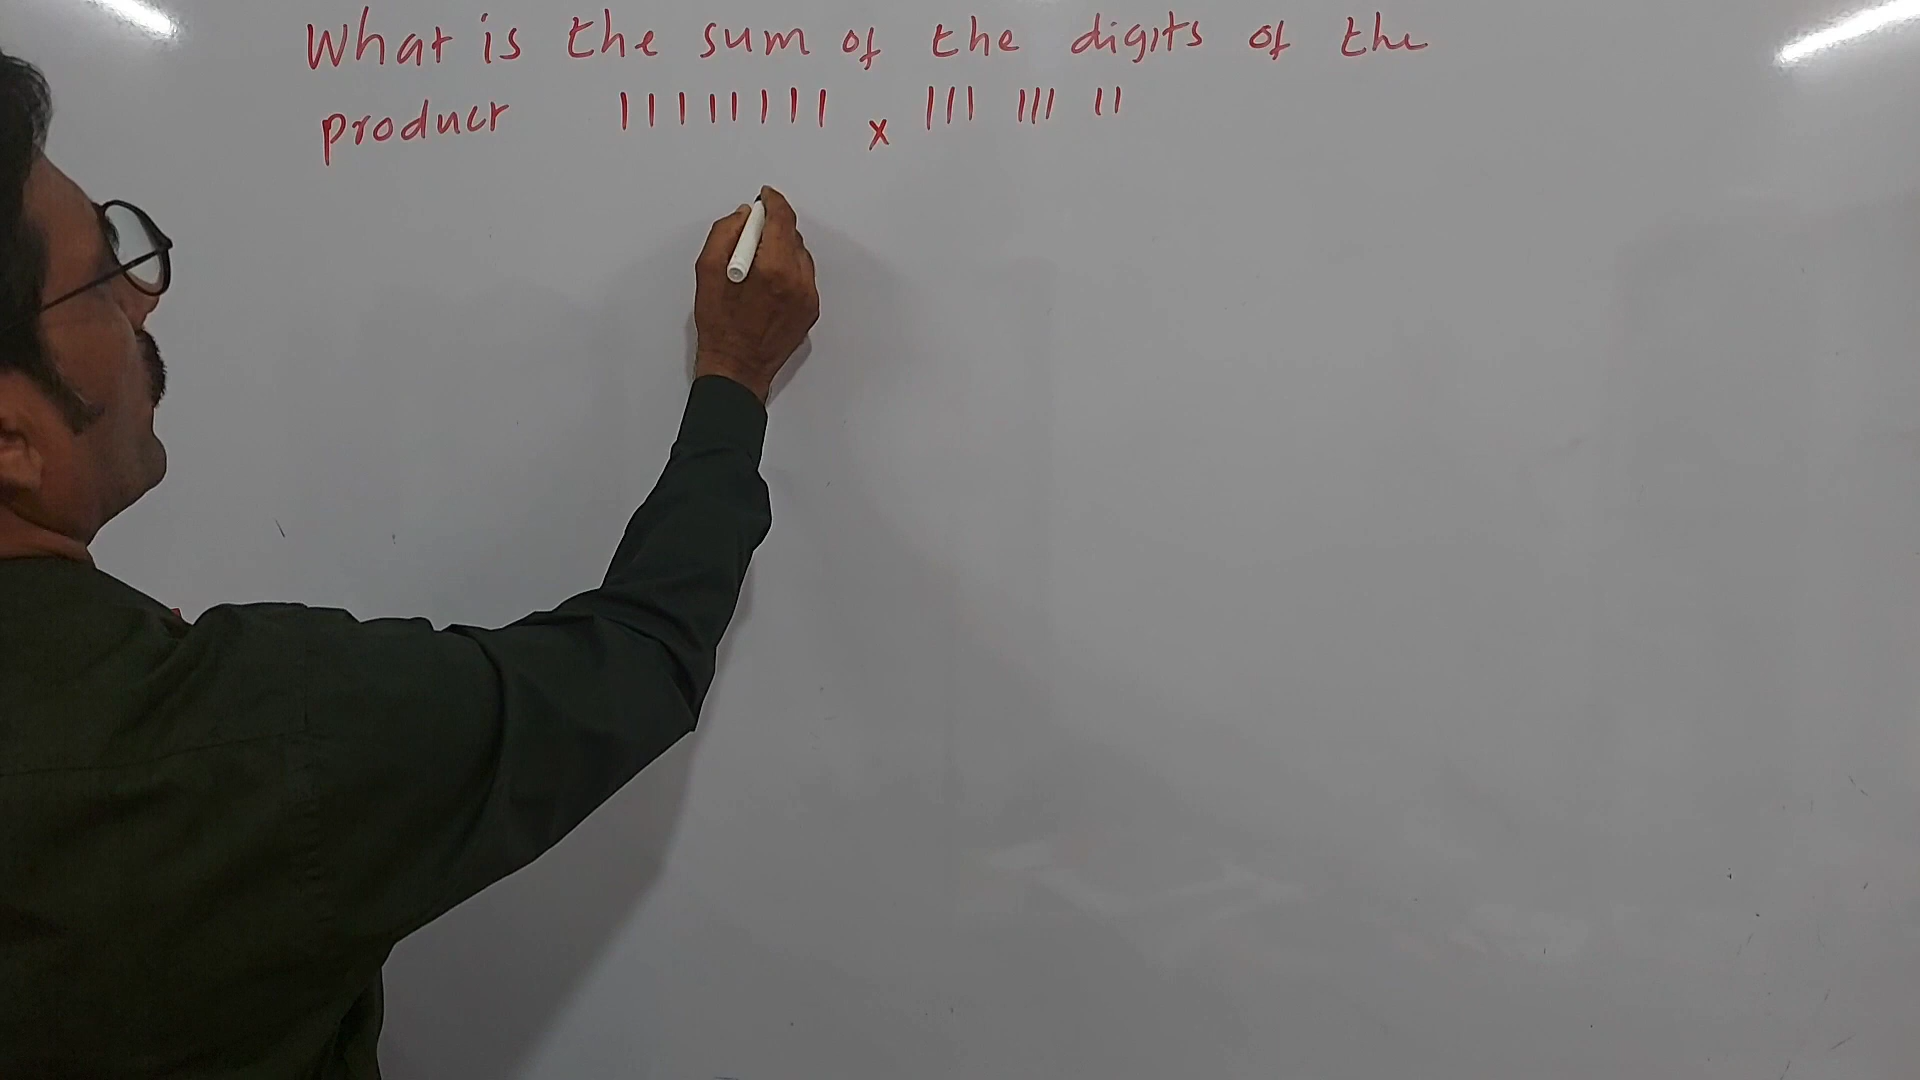 What is the sum of the digits of the
product 11111111 x 111 111 11